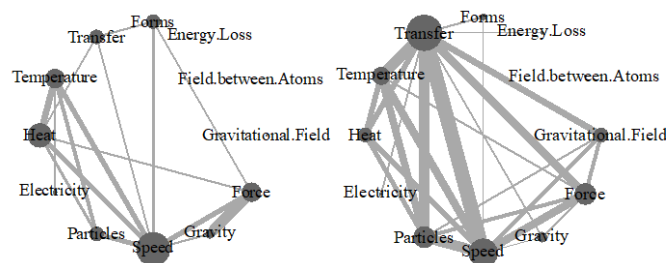 Forms
Transfer
Energy.Loss
Temperature
Field.between.Atoms
Heat
Gravitational.Field
Electricity
Force
Particles
Gravity
Speed
Forms
Transfer
Energy.Loss
Temperature
Field.between.Atoms
Heat
Gravitational.Field
Electricity
Force
Particles
Gravity
Speed